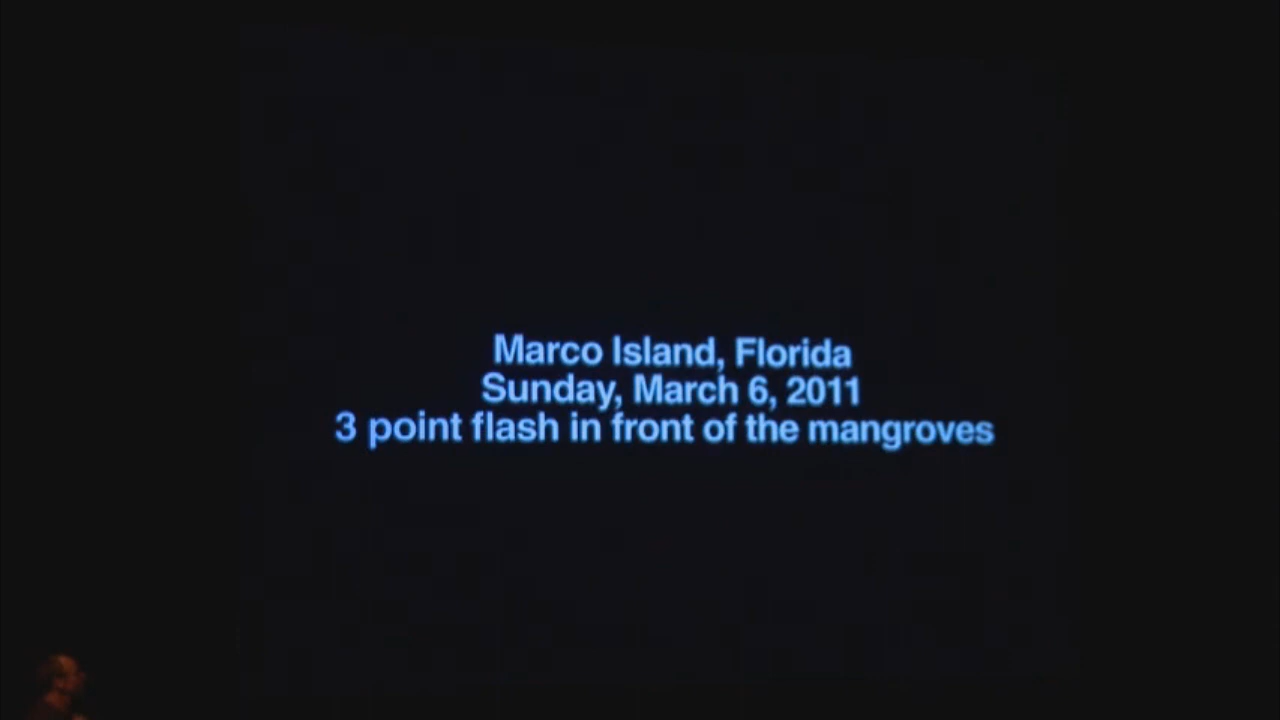 Marco Island, Florida
Sunday, March 6, 2011
3 point flash in front of the mangroves